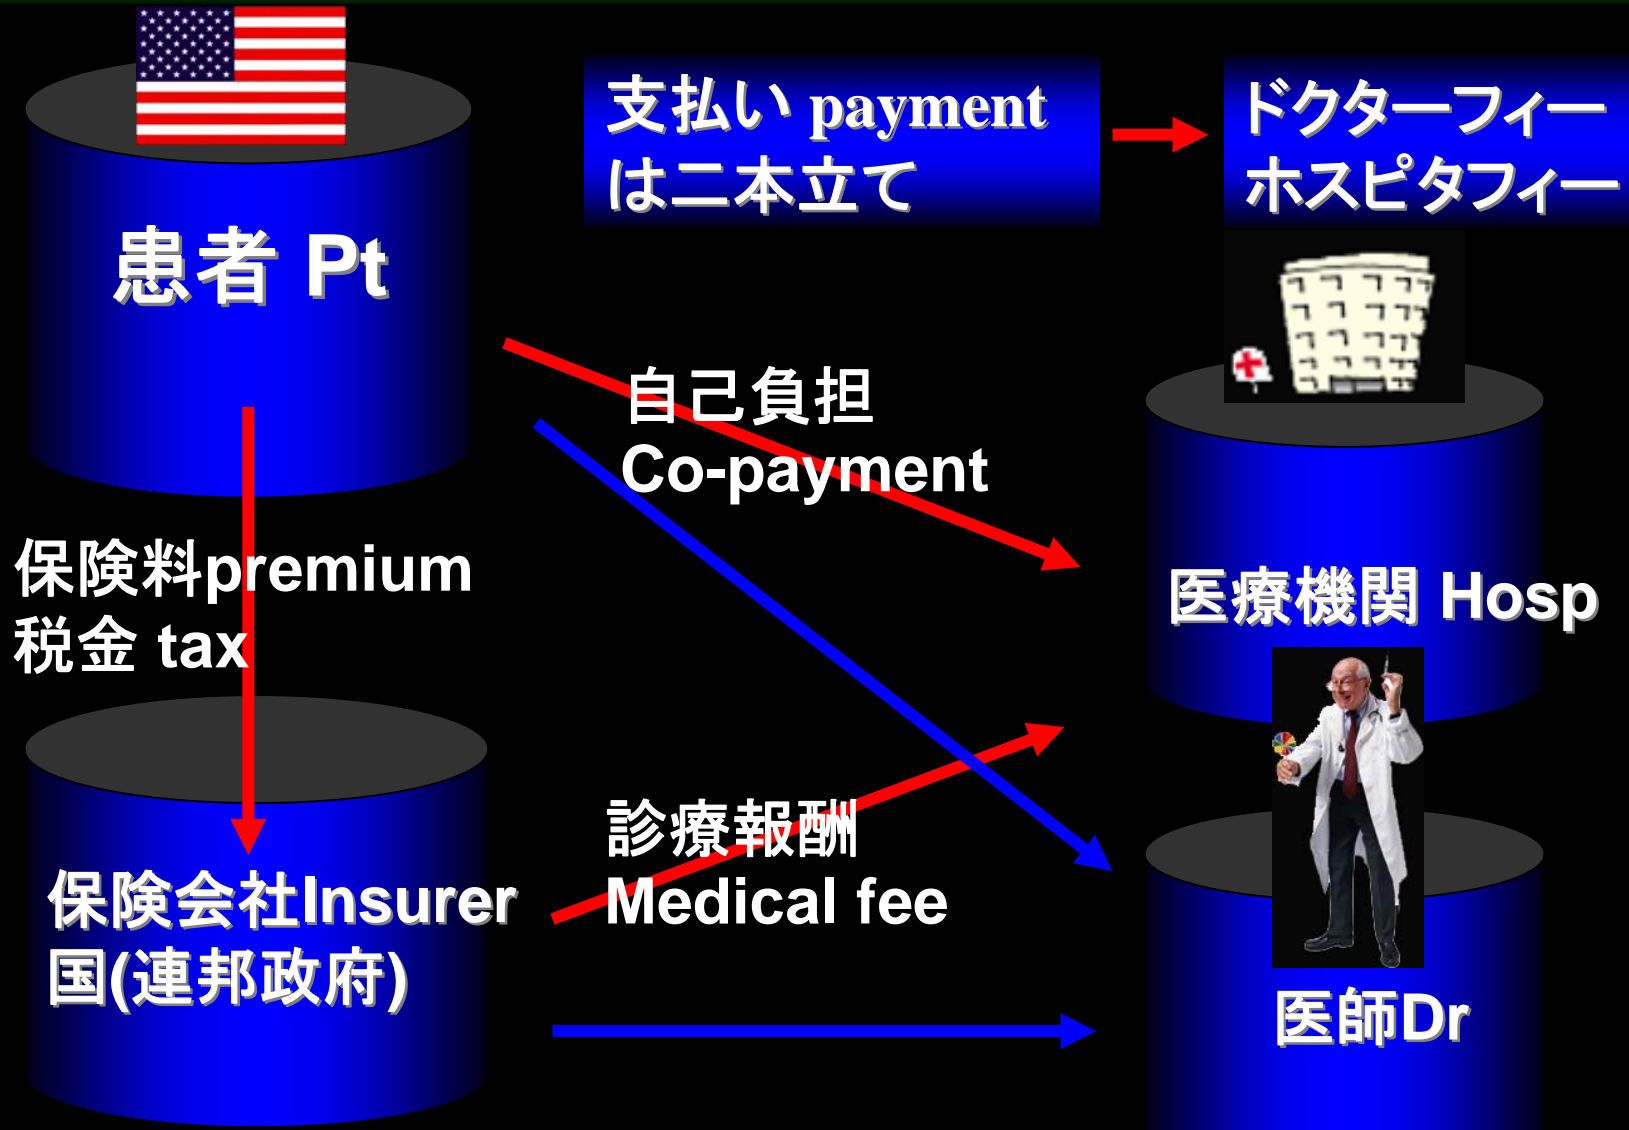 支払い payment
は二本立て
ドクターフィー
ホスピタフィー
患者 Pt
自己負担
Co-payment
保険料premium
税金 tax
医療機関 Hosp
診療報酬
Medical fee
保険会社Insurer
国(連邦政府)
医師Dr